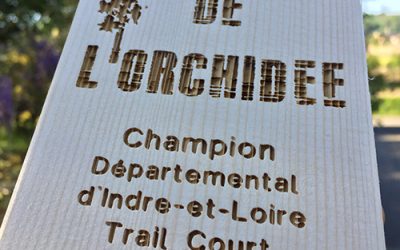 DE
L'ORCHIDEE
Champion
Départemental
d'Indre-et-Loire
Trail Court